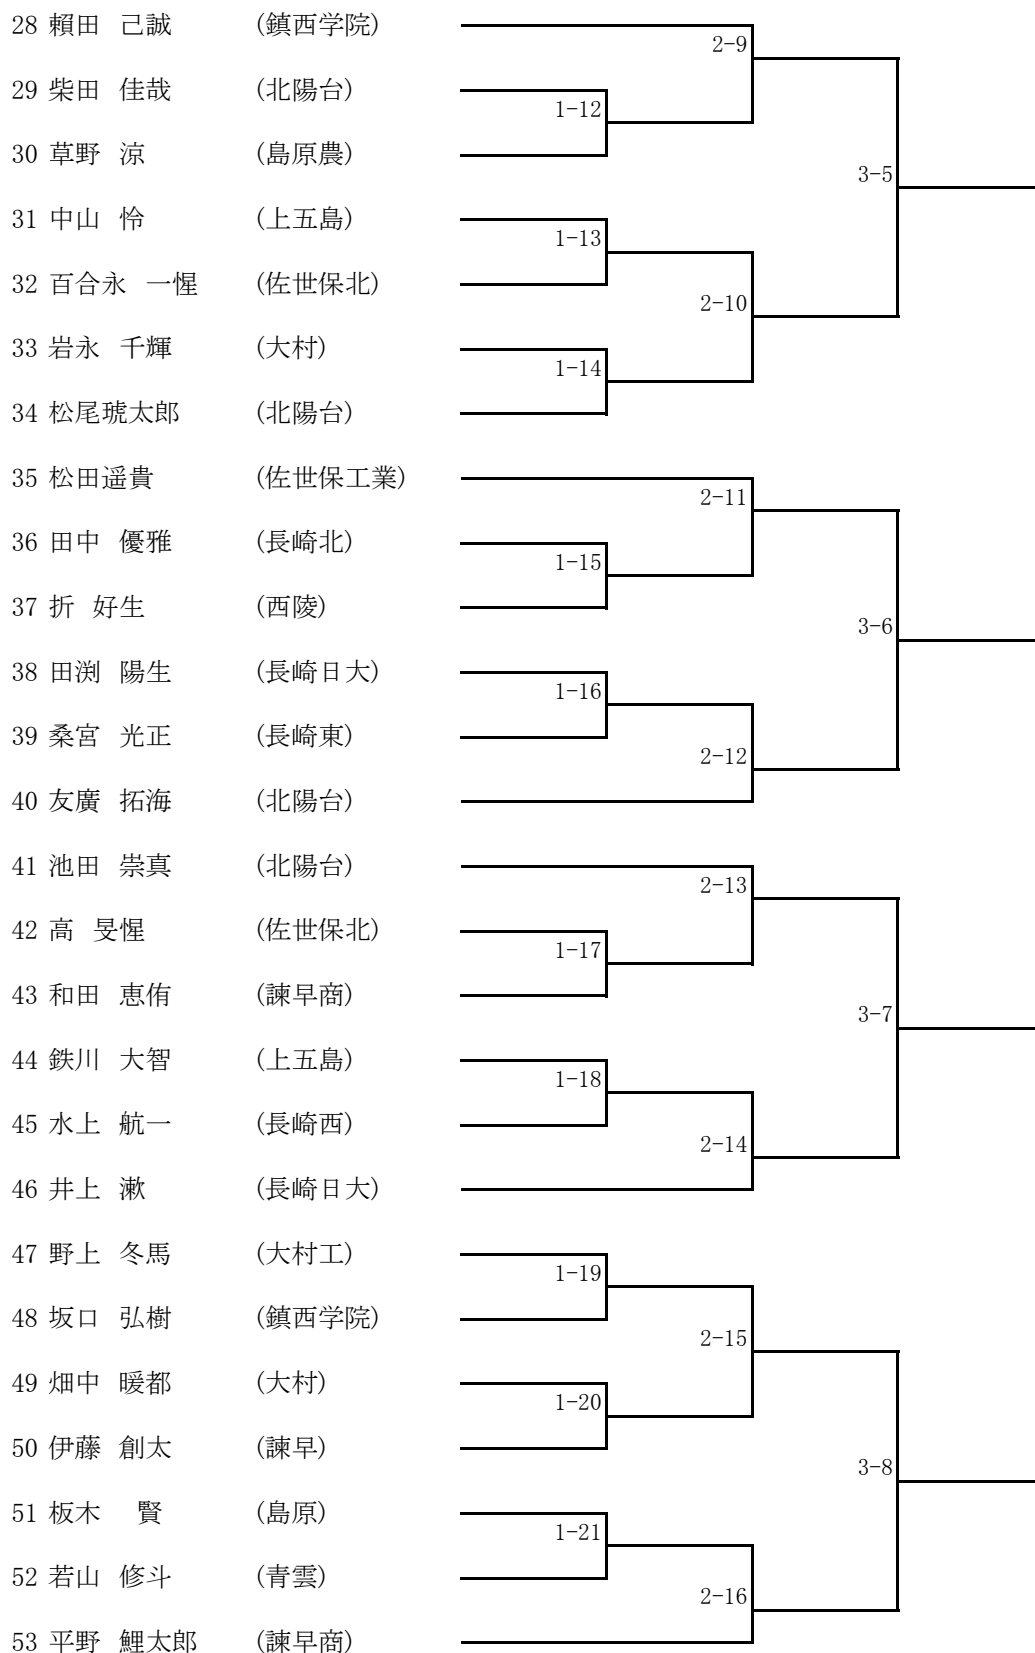 28 頼田 己誠 (鎮西学院)
2-9
29 柴田 佳哉 (北陽台)
1-12
30 草野 涼 (島原農)
3-5
31 中山 怜 (上五島)
1-13
32 百合永 一惺 (佐世保北)
2-10
33 岩永 千輝 (大村)
1-14
34 松尾琥太郎 (北陽台)
35 松田遥貴 (佐世保工業)
2-11
36 田中 優雅 (長崎北)
1-15
37 折 好生 (西陵)
3-6
38 田渕 陽生 (長崎日大)
1-16
39 桑宮 光正 (長崎東)
2-12
40 友廣 拓海 (北陽台)
41 池田 崇真 (北陽台)
2-13
42 高 旻惺 (佐世保北)
1-17
43 和田 恵侑 (諫早商)
3-7
44 鉄川 大智 (上五島)
1-18
45 水上 航一 (長崎西)
2-14
46 井上 漱 (長崎日大)
47 野上 冬馬 (大村工)
1-19
48 坂口 弘樹 (鎮西学院)
2-15
49 畑中 暖都 (大村)
1-20
50 伊藤 創太 (諫早)
3-8
51 板木 賢 (島原)
1-21
52 若山 修斗 (青雲)
2-16
53 平野 鯉太郎 (諫早商)